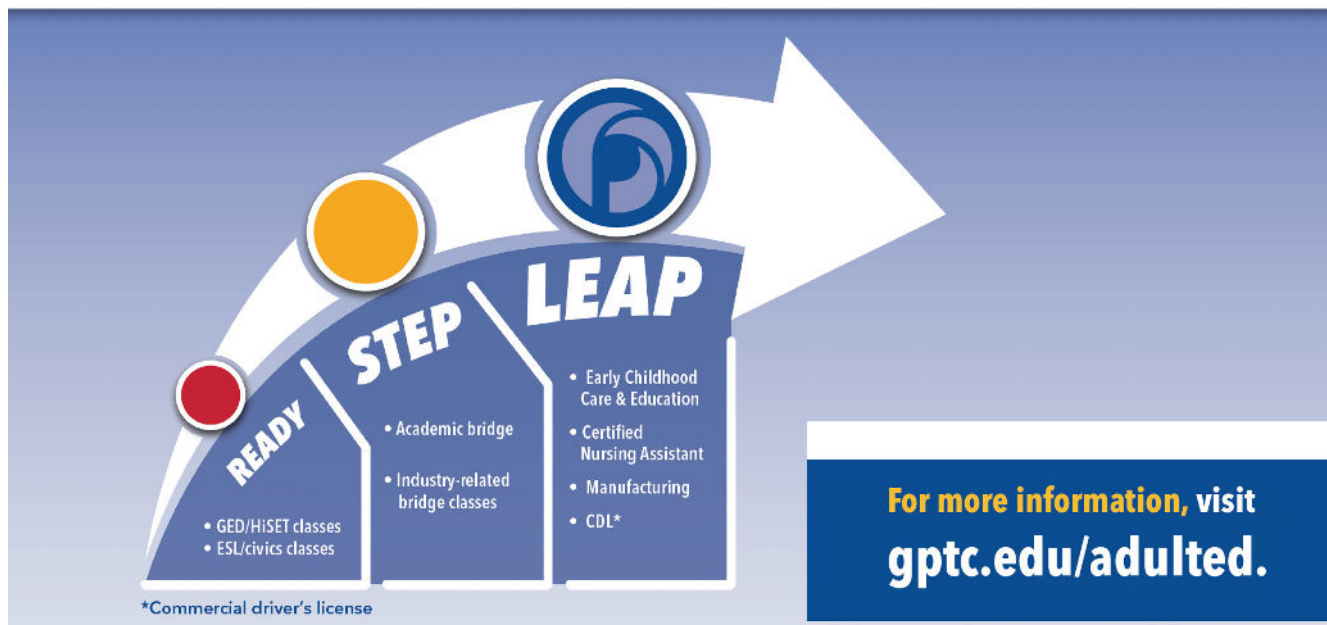 READY
• GED/HiSET classes
• ESL/civics classes
STEP
• Academic bridge
• Industry-related
bridge classes
LEAP
• Early Childhood
Care & Education
• Certified
Nursing Assistant
• Manufacturing
• CDL*
*Commercial driver's license
For more information, visit
gptc.edu/adulted.